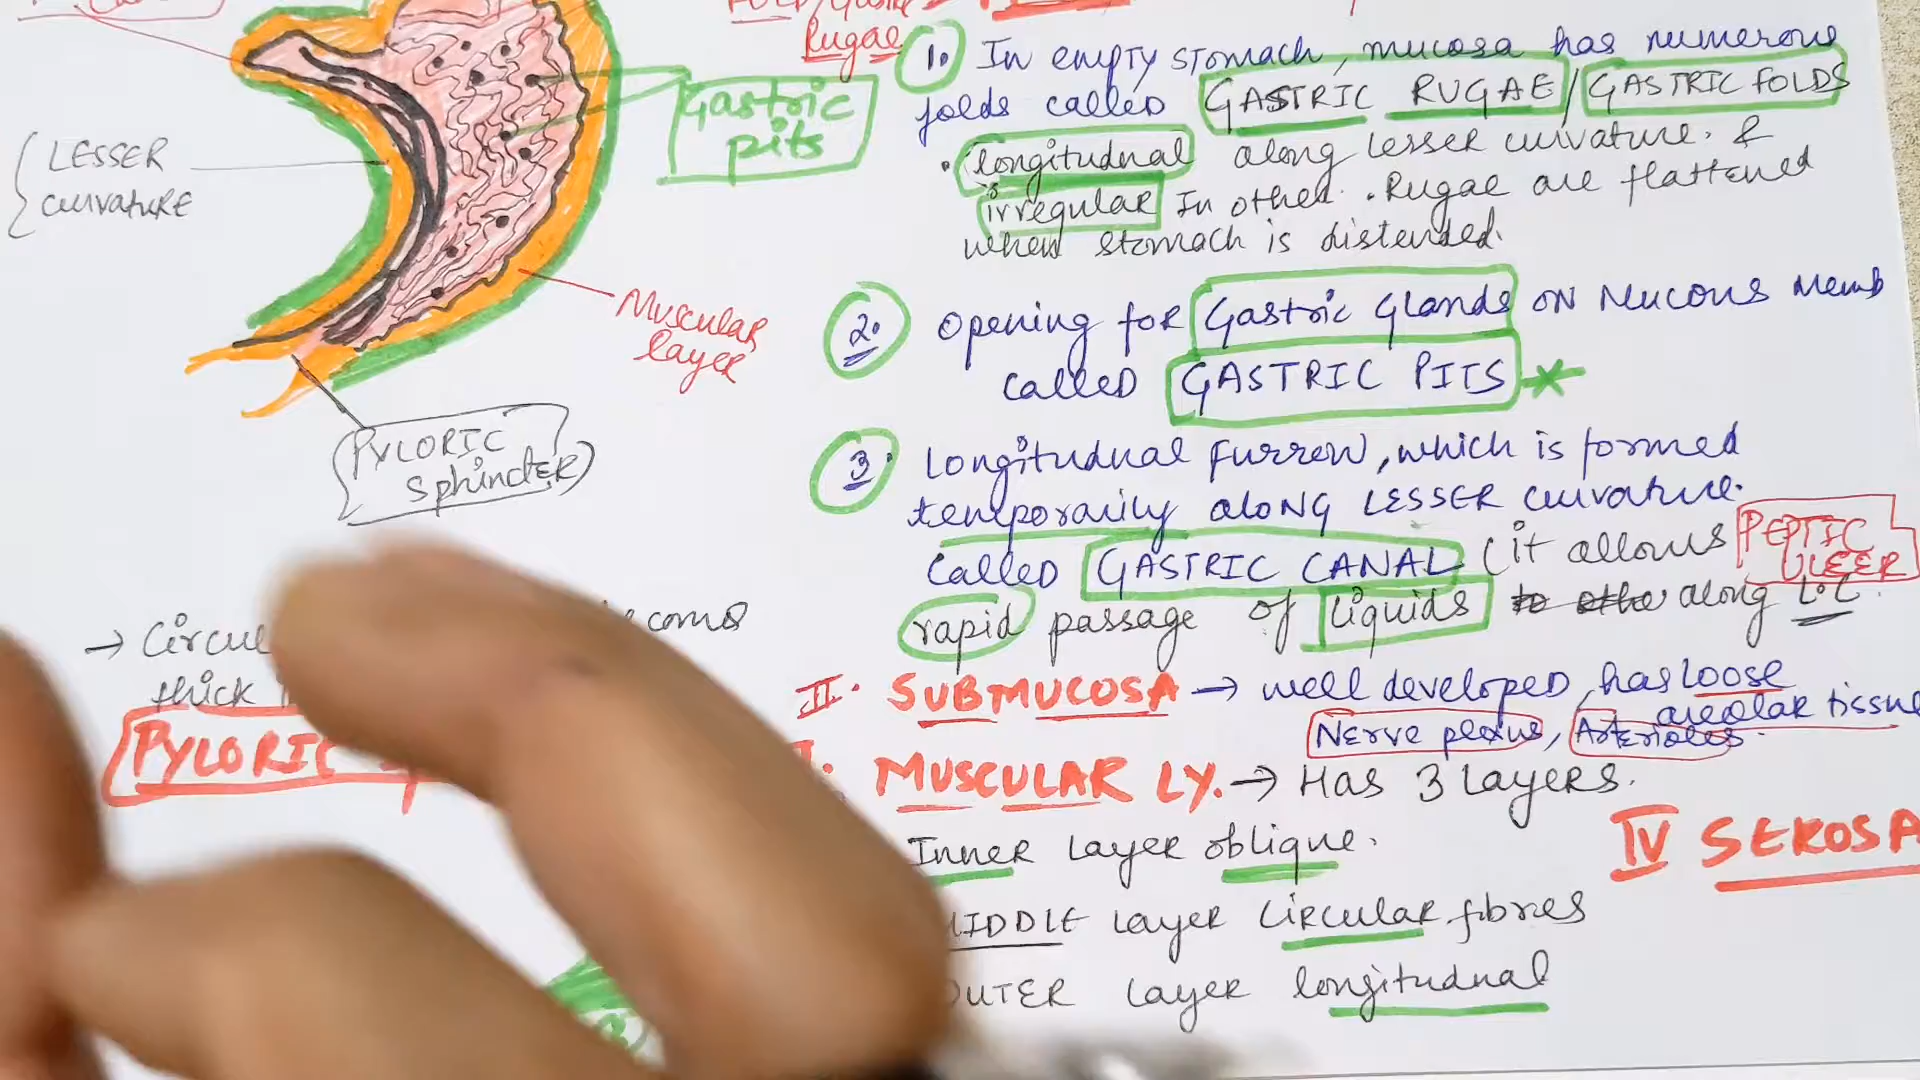 Rugae
Gastric
pits
LESSER
curvature
Muscular
layer
PYLORIC
Sphincter
→ Circul
thick
PYLORIC
1. In empty stomach, mucosa has numerous
folds called GASTRIC RUGAE / GASTRIC FOLDS
• longitudnal along lesser curvature. &
irregular In other. • Rugae are flattened
when stomach is distended.
2. Opening for Gastric Glands on Mucous Memb
called GASTRIC PITS
3. Longitudnal Furrow, which is formed
temporarily along LESSER curvature.
called GASTRIC CANAL (it allows PEPTIC
ULCER
rapid passage of liquids along L.C.
II. SUBMUCOSA → well developed, has loose
areolar tissue
Nerve plexus, Arterioles.
MUSCULAR LY. → Has 3 Layers.
Inner Layer oblique.
MIDDLE Layer Circular fibres
OUTER Layer longitudnal
IV SEROSA